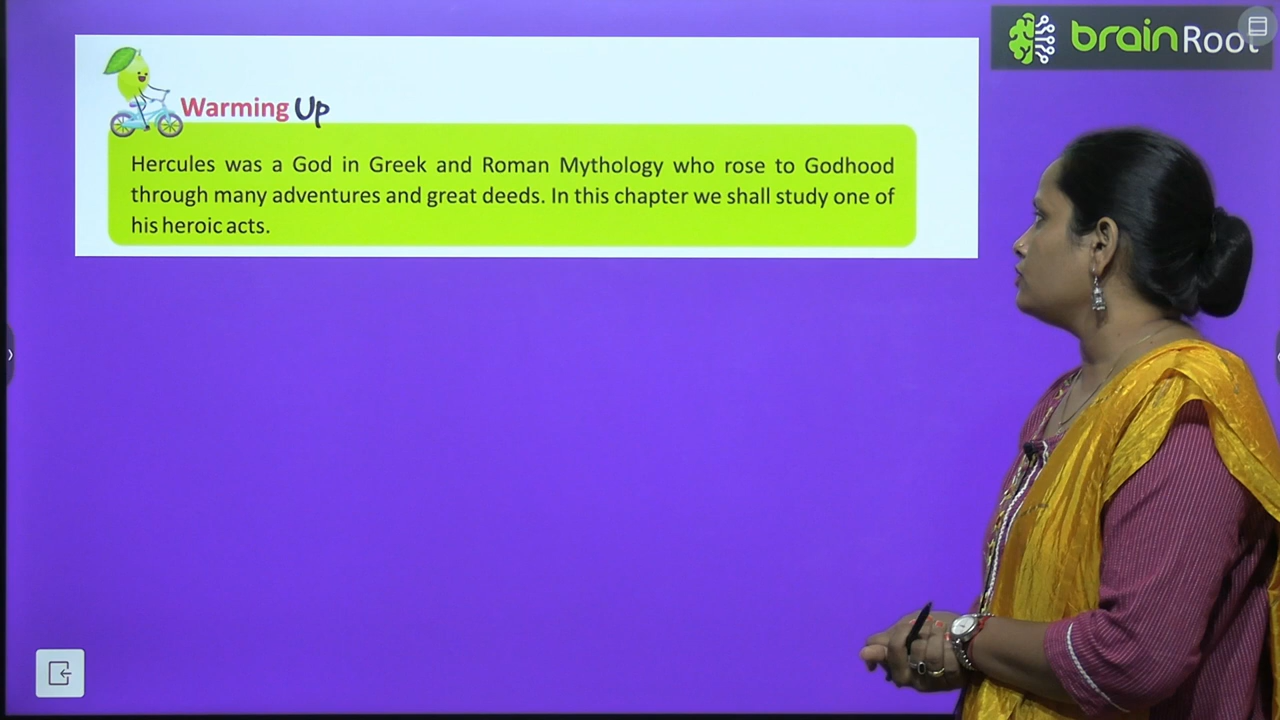 brainRoot
Warming Up
Hercules was a God in Greek and Roman Mythology who rose to Godhood
through many adventures and great deeds. In this chapter we shall study one of
his heroic acts.